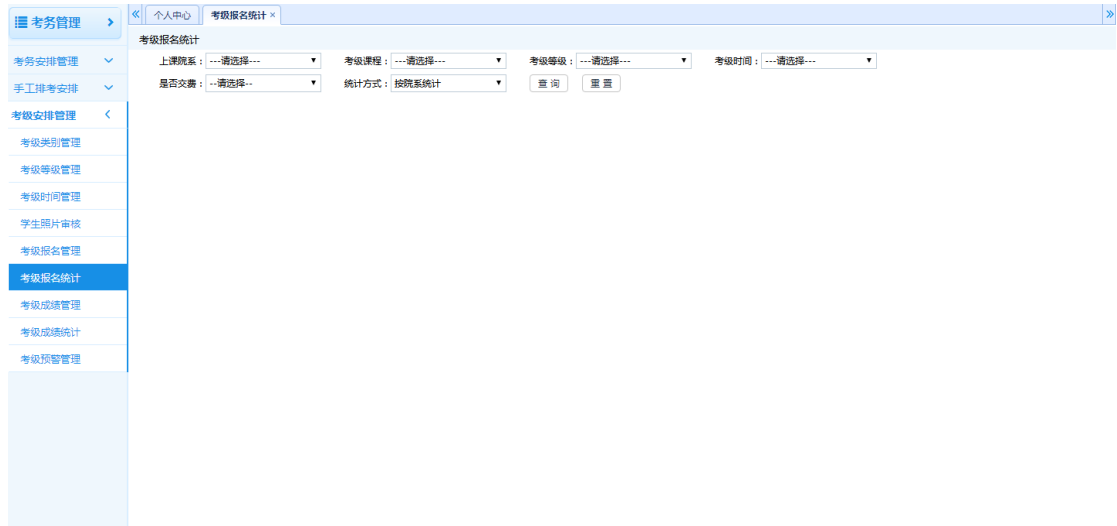 考务管理
个人中心 考级报名统计 ×
考级报名统计
上课院系： ---请选择--- 考级课程： ---请选择--- 考级等级： ---请选择--- 考级时间： ---请选择---
是否交费： --请选择-- 统计方式： 按院系统计 查 询 重 置
考务安排管理
手工排考安排
考级安排管理
考级类别管理
考级等级管理
考级时间管理
学生照片审核
考级报名管理
考级报名统计
考级成绩管理
考级成绩统计
考级预警管理